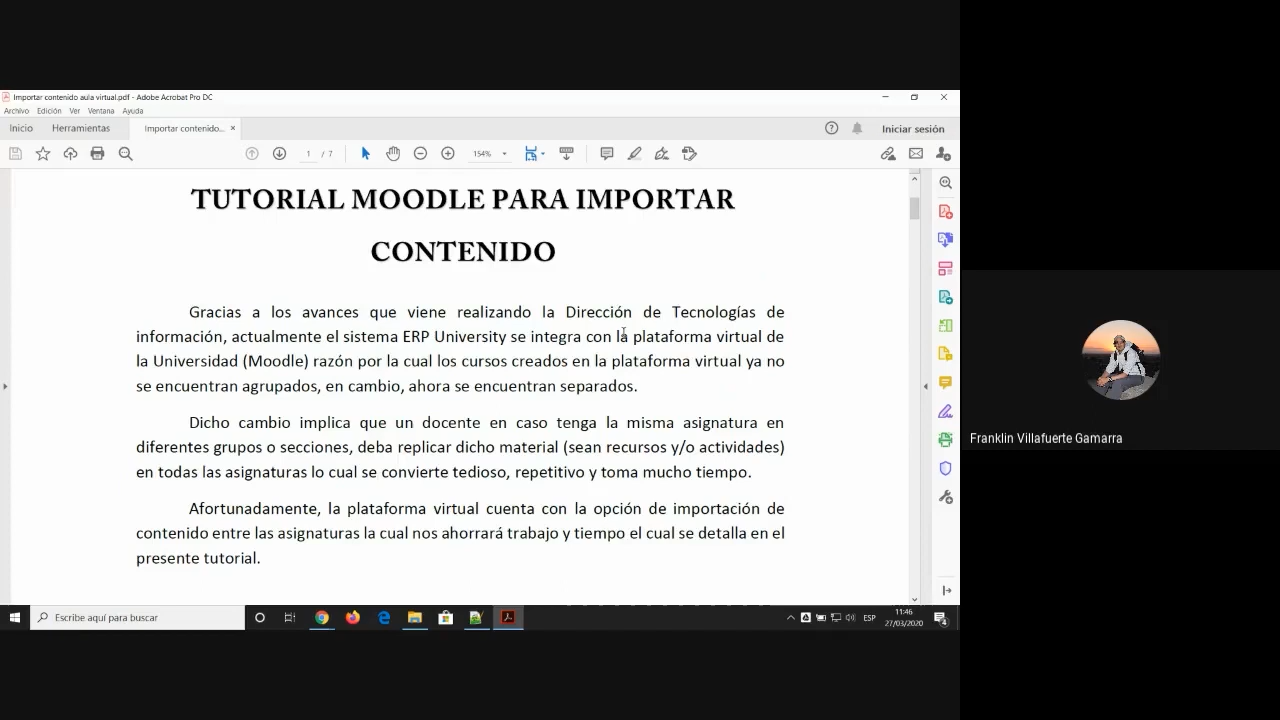 Importar contenido aula virtual.pdf - Adobe Acrobat Pro DC
Archivo Edición Ver Ventana Ayuda
Inicio Herramientas Importar contenido... × Iniciar sesión
1 / 7 154%
TUTORIAL MOODLE PARA IMPORTAR
CONTENIDO
Gracias a los avances que viene realizando la Dirección de Tecnologías de
información, actualmente el sistema ERP University se integra con la plataforma virtual de
la Universidad (Moodle) razón por la cual los cursos creados en la plataforma virtual ya no
se encuentran agrupados, en cambio, ahora se encuentran separados.
Dicho cambio implica que un docente en caso tenga la misma asignatura en
diferentes grupos o secciones, deba replicar dicho material (sean recursos y/o actividades)
en todas las asignaturas lo cual se convierte tedioso, repetitivo y toma mucho tiempo.
Afortunadamente, la plataforma virtual cuenta con la opción de importación de
contenido entre las asignaturas la cual nos ahorrará trabajo y tiempo el cual se detalla en el
presente tutorial.
Franklin Villafuerte Gamarra
Escribe aquí para buscar
ESP
11:46
27/03/2020
4